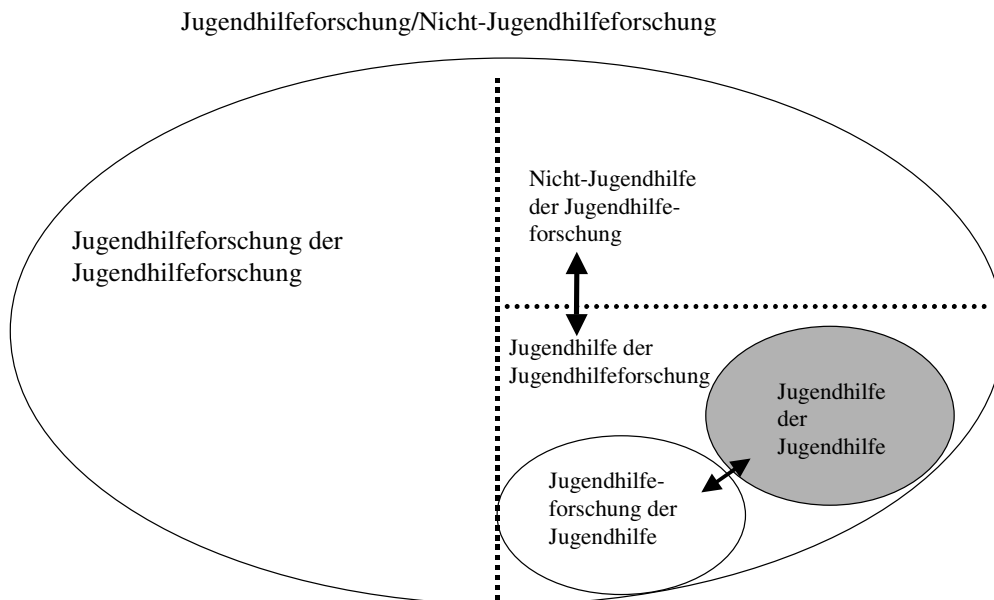 Jugendhilfeforschung/Nicht-Jugendhilfeforschung
Nicht-Jugendhilfe
der Jugendhilfe-
forschung
Jugendhilfeforschung der
Jugendhilfeforschung
Jugendhilfe der
Jugendhilfeforschung
Jugendhilfe
der
Jugendhilfe
Jugendhilfe-
forschung der
Jugendhilfe